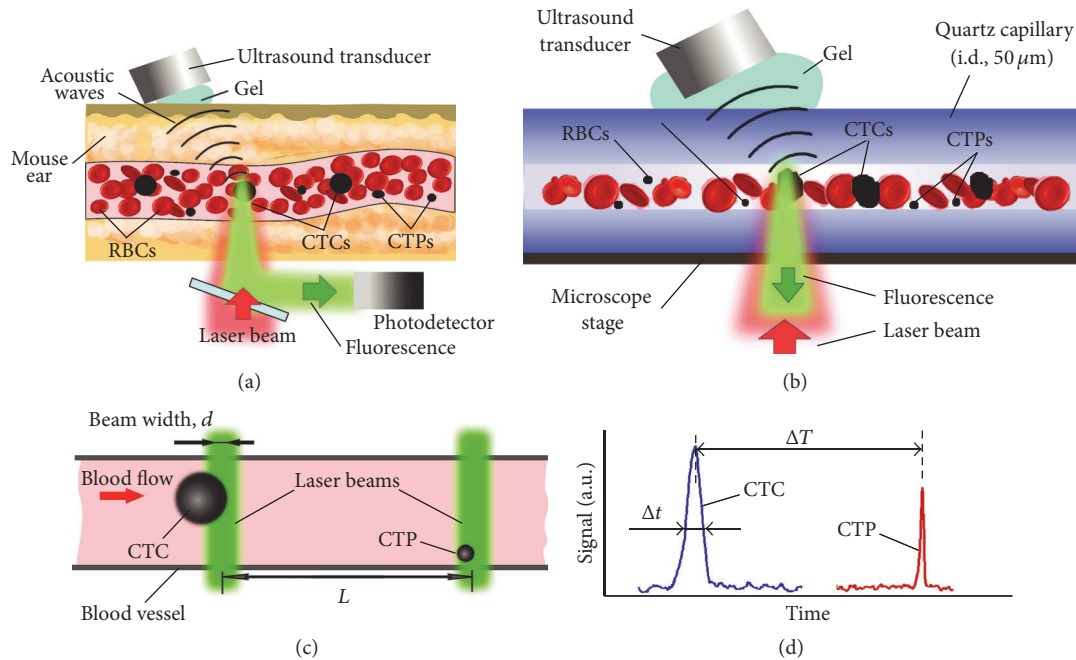 Ultrasound transducer
Acoustic
waves
Gel
Mouse
ear
RBCs
CTCs
CTPs
Laser beam
Photodetector
Fluorescence
(a)
Ultrasound
transducer
Gel
Quartz capillary
(i.d., 50 μm)
RBCs
CTCs
CTPs
Microscope
stage
Fluorescence
Laser beam
(b)
Beam width, d
Blood flow
Laser beams
CTC
CTP
L
Blood vessel
(c)
Signal (a.u.)
ΔT
CTC
Δt
CTP
Time
(d)